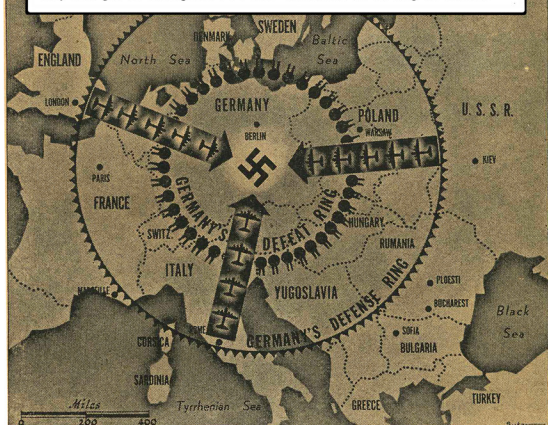 SWEDEN
DENMARK
Baltic
Sea
North Sea
ENGLAND
LONDON
GERMANY
BERLIN
POLAND
WARSAW
U. S. S. R.
KIEV
PARIS
FRANCE
GERMANY'S DEFEAT RING
SWITZ.
HUNGARY
RUMANIA
ITALY
YUGOSLAVIA
PLOESTI
BUCHAREST
MARSEILLE
ROME
GERMANY'S DEFENSE RING
Black
Sea
CORSICA
SOFIA
BULGARIA
SARDINIA
Tyrrhenian Sea
GREECE
TURKEY
Miles
0 200 400